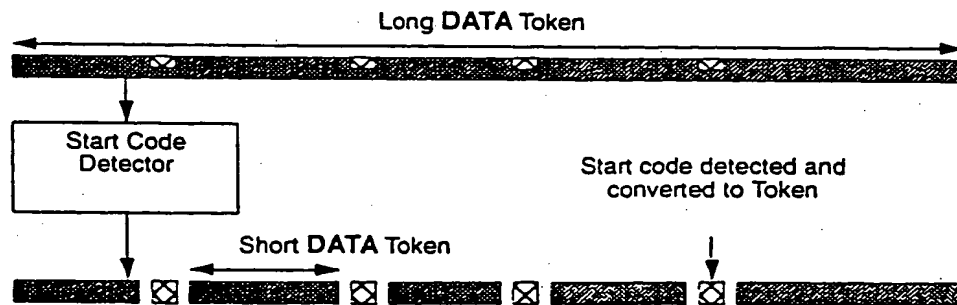 Long DATA Token
Start Code
Detector
Start code detected and
converted to Token
Short DATA Token